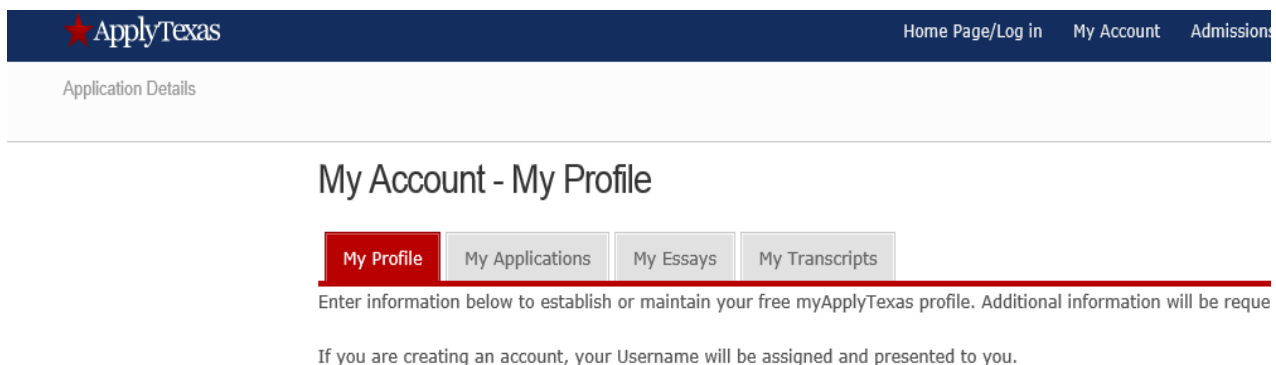 ApplyTexas
Home Page/Log in My Account Admissions
Application Details
My Account - My Profile
My Profile My Applications My Essays My Transcripts
Enter information below to establish or maintain your free myApplyTexas profile. Additional information will be reque
If you are creating an account, your Username will be assigned and presented to you.